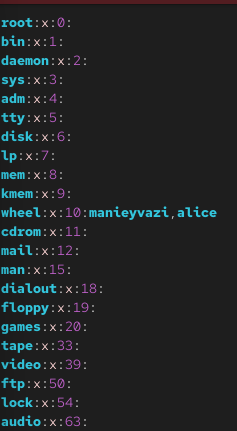 root:x:0:
bin:x:1:
daemon:x:2:
sys:x:3:
adm:x:4:
tty:x:5:
disk:x:6:
lp:x:7:
mem:x:8:
kmem:x:9:
wheel:x:10:manieyvazi,alice
cdrom:x:11:
mail:x:12:
man:x:15:
dialout:x:18:
floppy:x:19:
games:x:20:
tape:x:33:
video:x:39:
ftp:x:50:
lock:x:54:
audio:x:63: